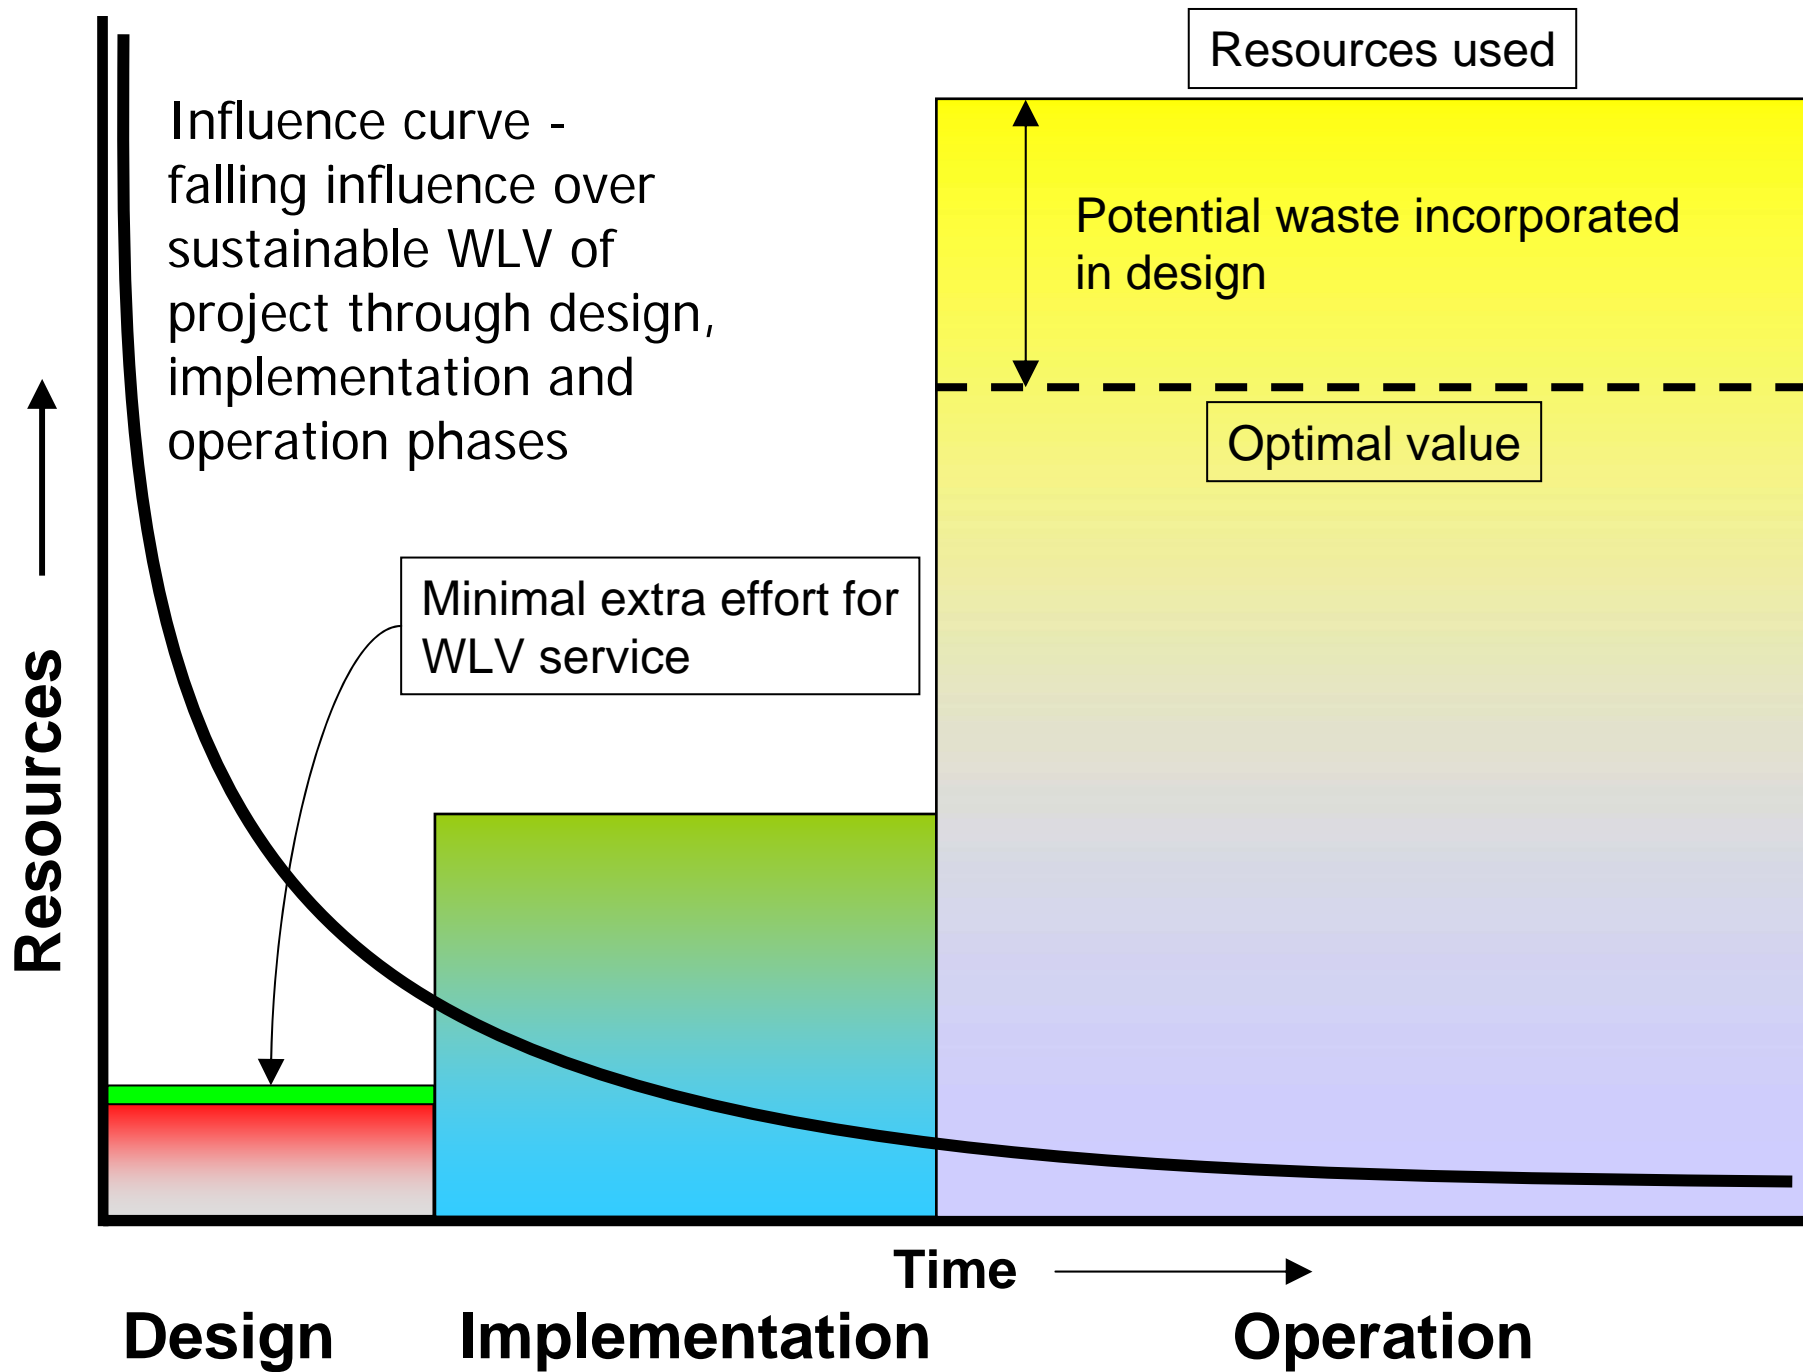 Resources used
Influence curve -
falling influence over
sustainable WLV of
project through design,
implementation and
operation phases
Potential waste incorporated
in design
Optimal value
Minimal extra effort for
WLV service
Resources
Time
Design
Implementation
Operation